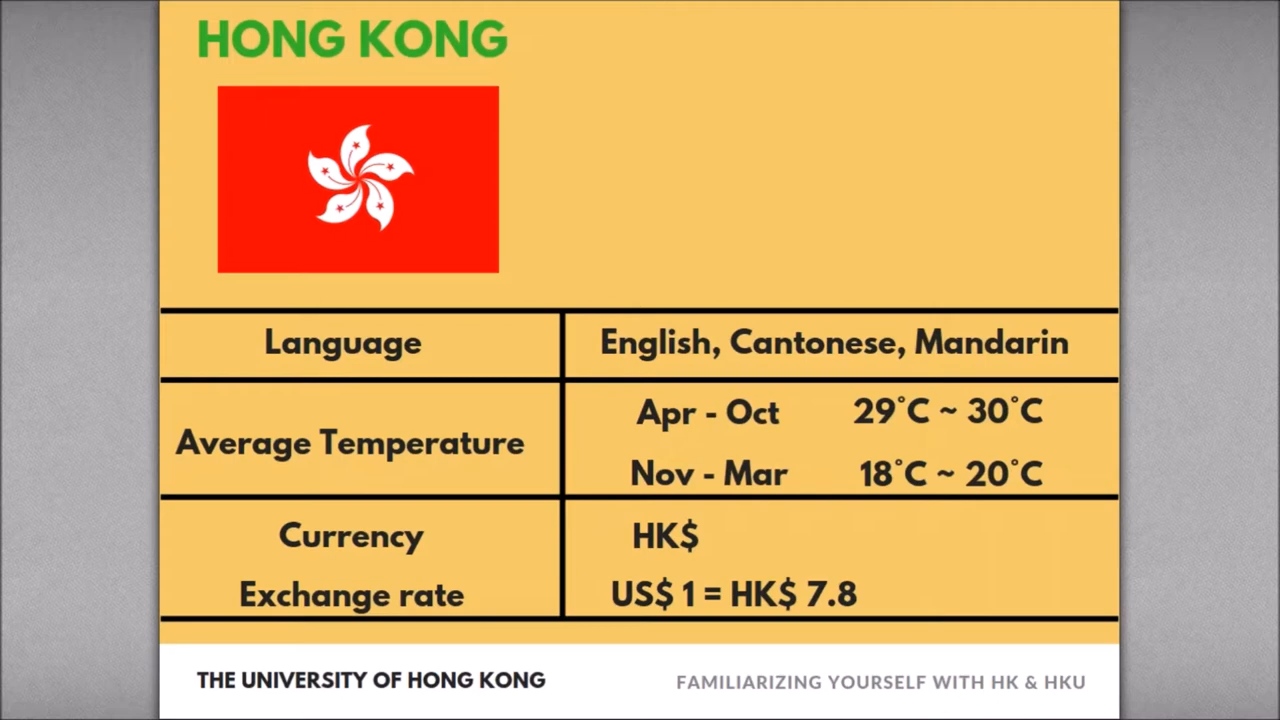 HONG KONG
Language English, Cantonese, Mandarin
Average Temperature
Apr - Oct 29°C ~ 30°C
Nov - Mar 18°C ~ 20°C
Currency HK$
Exchange rate US$ 1 = HK$ 7.8
THE UNIVERSITY OF HONG KONG
FAMILIARIZING YOURSELF WITH HK & HKU